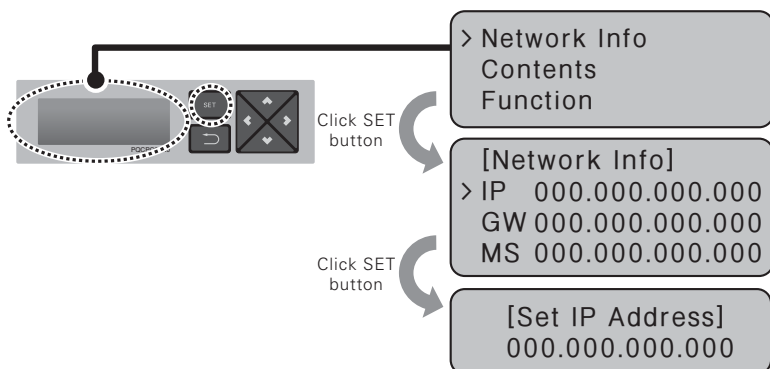 > Network Info
Contents
Function
SET
Click SET
button
[Network Info]
> IP 000.000.000.000
GW 000.000.000.000
MS 000.000.000.000
Click SET
button
[Set IP Address]
000.000.000.000